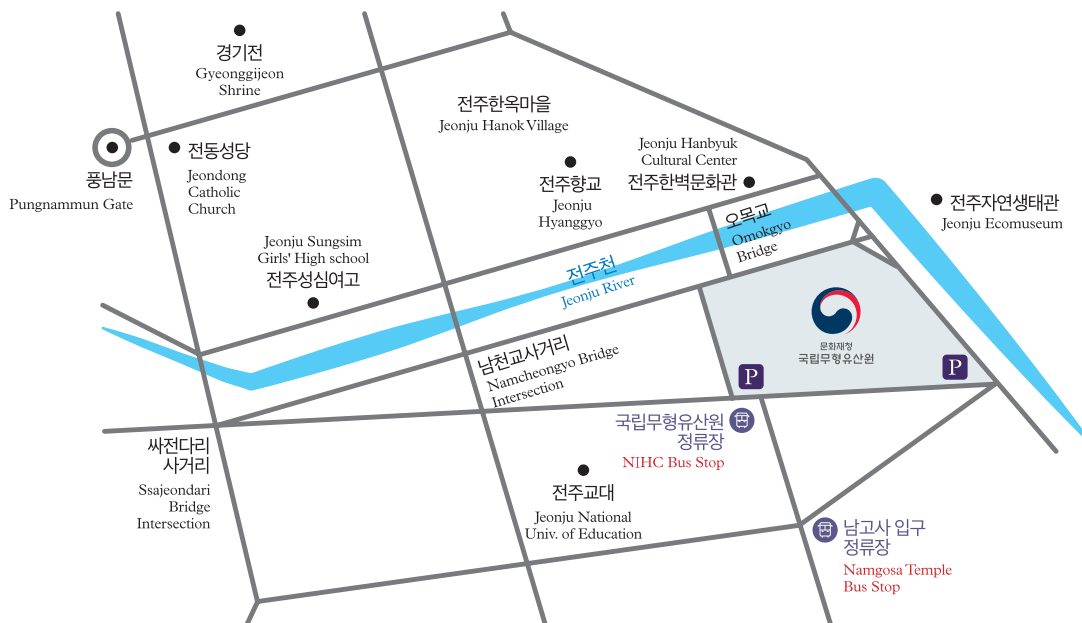 경기전
Gyeonggijeon
Shrine
전주한옥마을
Jeonju Hanok Village
풍남문
Pungnammun Gate
전동성당
Jeondong
Catholic
Church
전주향교
Jeonju
Hyanggyo
Jeonju Hanbyuk
Cultural Center
전주한벽문화관
오목교
Omokgyo
Bridge
전주자연생태관
Jeonju Ecomuseum
Jeonju Sungsim
Girls' High school
전주성심여고
전주천
Jeonju River
문화재청
국립무형유산원
P
P
남천교사거리
Namcheongyo Bridge
Intersection
국립무형유산원
정류장
NIHC Bus Stop
싸전다리
사거리
Ssajeondari
Bridge
Intersection
전주교대
Jeonju National
Univ. of Education
남고사 입구
정류장
Namgosa Temple
Bus Stop